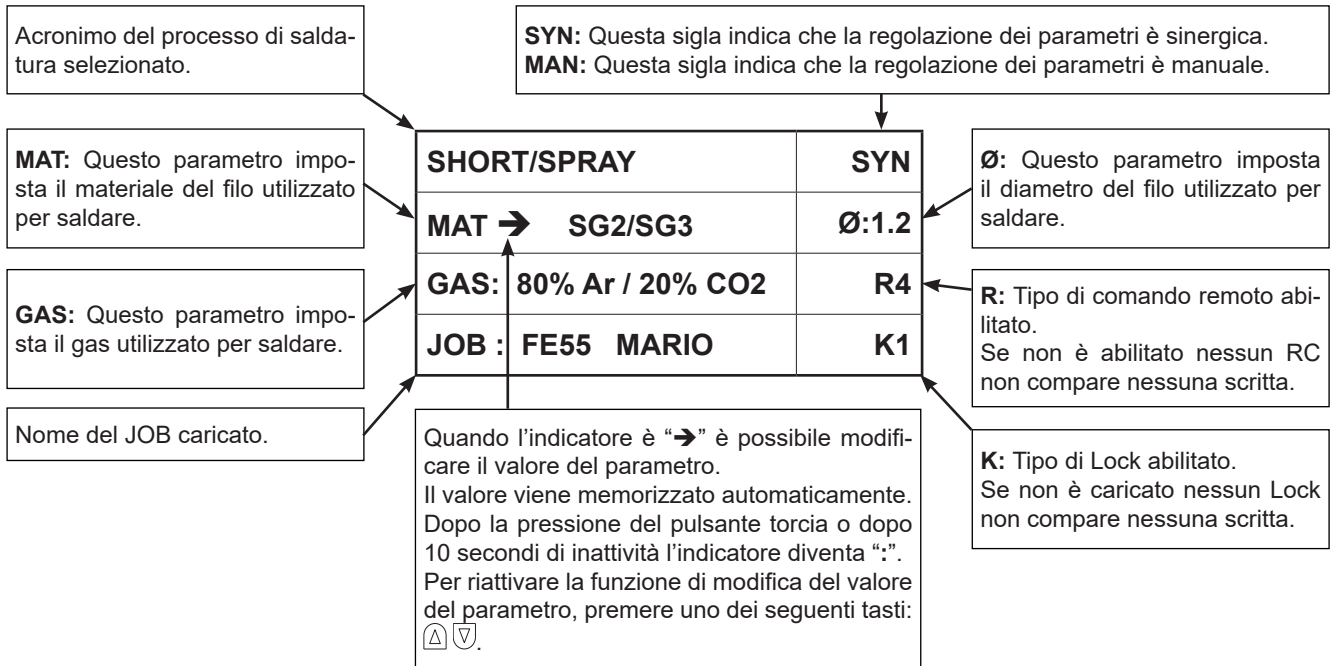 Acronimo del processo di salda-
tura selezionato.
SYN: Questa sigla indica che la regolazione dei parametri è sinergica.
MAN: Questa sigla indica che la regolazione dei parametri è manuale.
MAT: Questo parametro impo-
sta il materiale del filo utilizzato
per saldare.
GAS: Questo parametro impo-
sta il gas utilizzato per saldare.
Nome del JOB caricato.
SHORT/SPRAY SYN
MAT ➔ SG2/SG3 Ø:1.2
GAS: 80% Ar / 20% CO2 R4
JOB : FE55 MARIO K1
Ø: Questo parametro imposta
il diametro del filo utilizzato per
saldare.
R: Tipo di comando remoto abi-
litato.
Se non è abilitato nessun RC
non compare nessuna scritta.
K: Tipo di Lock abilitato.
Se non è caricato nessun Lock
non compare nessuna scritta.
Quando l'indicatore è “➔” è possibile modifi-
care il valore del parametro.
Il valore viene memorizzato automaticamente.
Dopo la pressione del pulsante torcia o dopo
10 secondi di inattività l'indicatore diventa “:”.
Per riattivare la funzione di modifica del valore
del parametro, premere uno dei seguenti tasti:
.